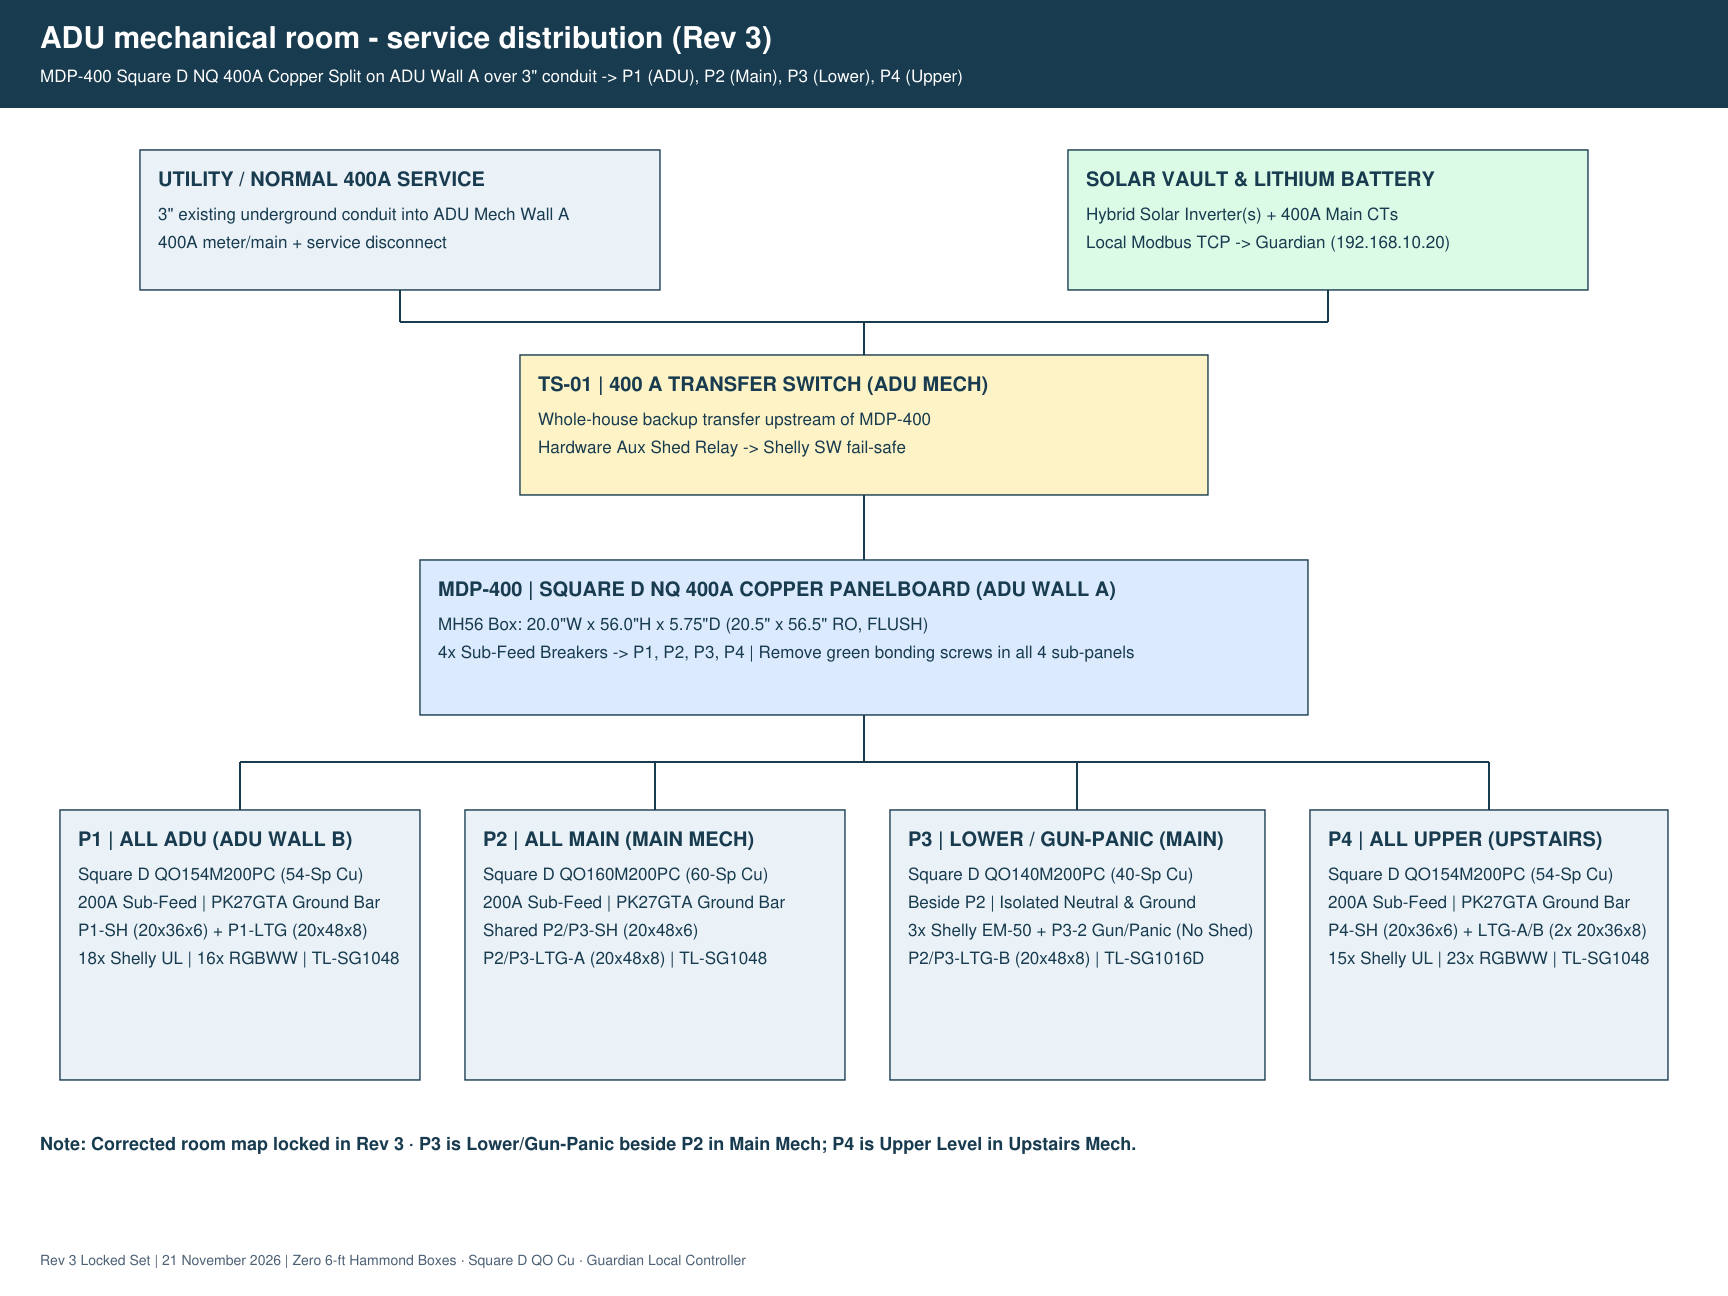 ADU mechanical room - service distribution (Rev 3)
MDP-400 Square D NQ 400A Copper Split on ADU Wall A over 3" conduit -> P1 (ADU), P2 (Main), P3 (Lower), P4 (Upper)
UTILITY / NORMAL 400A SERVICE
3" existing underground conduit into ADU Mech Wall A
400A meter/main + service disconnect
SOLAR VAULT & LITHIUM BATTERY
Hybrid Solar Inverter(s) + 400A Main CTs
Local Modbus TCP -> Guardian (192.168.10.20)
TS-01 | 400 A TRANSFER SWITCH (ADU MECH)
Whole-house backup transfer upstream of MDP-400
Hardware Aux Shed Relay -> Shelly SW fail-safe
MDP-400 | SQUARE D NQ 400A COPPER PANELBOARD (ADU WALL A)
MH56 Box: 20.0"W x 56.0"H x 5.75"D (20.5" x 56.5" RO, FLUSH)
4x Sub-Feed Breakers -> P1, P2, P3, P4 | Remove green bonding screws in all 4 sub-panels
P1 | ALL ADU (ADU WALL B)
Square D QO154M200PC (54-Sp Cu)
200A Sub-Feed | PK27GTA Ground Bar
P1-SH (20x36x6) + P1-LTG (20x48x8)
18x Shelly UL | 16x RGBWW | TL-SG1048
P2 | ALL MAIN (MAIN MECH)
Square D QO160M200PC (60-Sp Cu)
200A Sub-Feed | PK27GTA Ground Bar
Shared P2/P3-SH (20x48x6)
P2/P3-LTG-A (20x48x8) | TL-SG1048
P3 | LOWER / GUN-PANIC (MAIN)
Square D QO140M200PC (40-Sp Cu)
Beside P2 | Isolated Neutral & Ground
3x Shelly EM-50 + P3-2 Gun/Panic (No Shed)
P2/P3-LTG-B (20x48x8) | TL-SG1016D
P4 | ALL UPPER (UPSTAIRS)
Square D QO154M200PC (54-Sp Cu)
200A Sub-Feed | PK27GTA Ground Bar
P4-SH (20x36x6) + LTG-A/B (2x 20x36x8)
15x Shelly UL | 23x RGBWW | TL-SG1048
Note: Corrected room map locked in Rev 3 · P3 is Lower/Gun-Panic beside P2 in Main Mech; P4 is Upper Level in Upstairs Mech.
Rev 3 Locked Set | 21 November 2026 | Zero 6-ft Hammond Boxes · Square D QO Cu · Guardian Local Controller